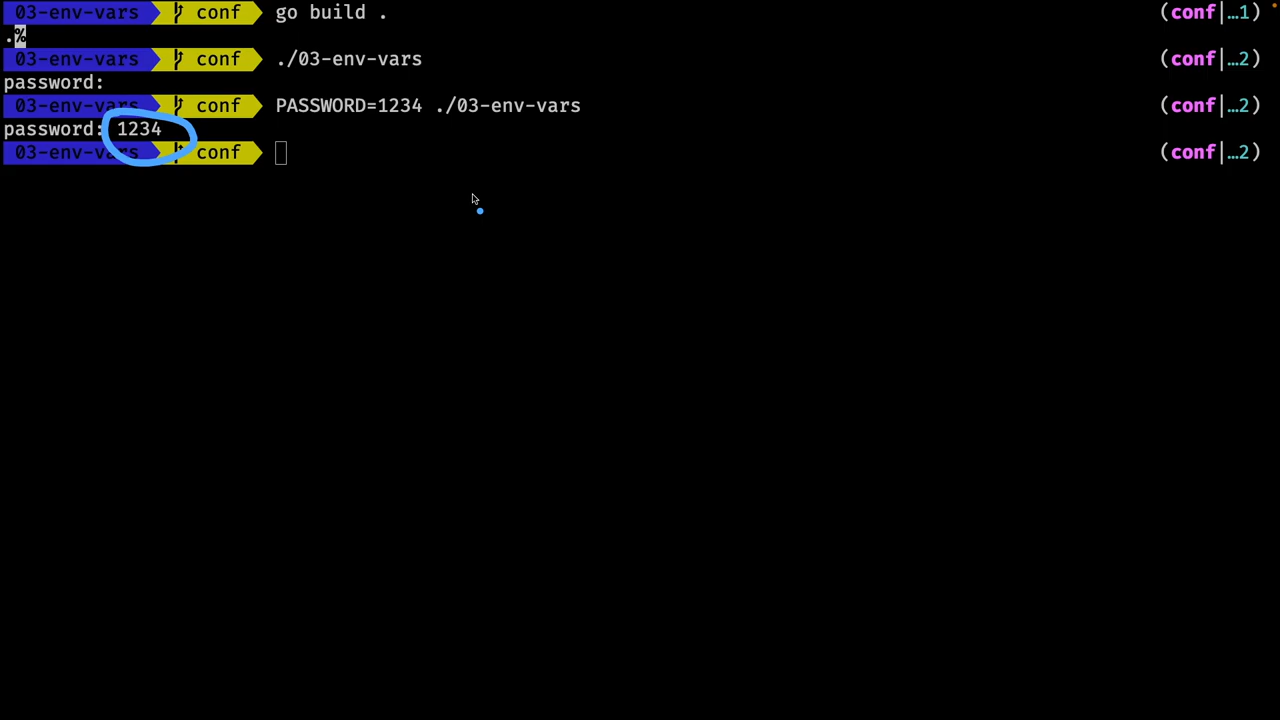 03-env-vars conf go build . (conf|…1)
.%
03-env-vars conf ./03-env-vars (conf|…2)
password:
03-env-vars conf PASSWORD=1234 ./03-env-vars (conf|…2)
password: 1234
03-env-vars conf (conf|…2)